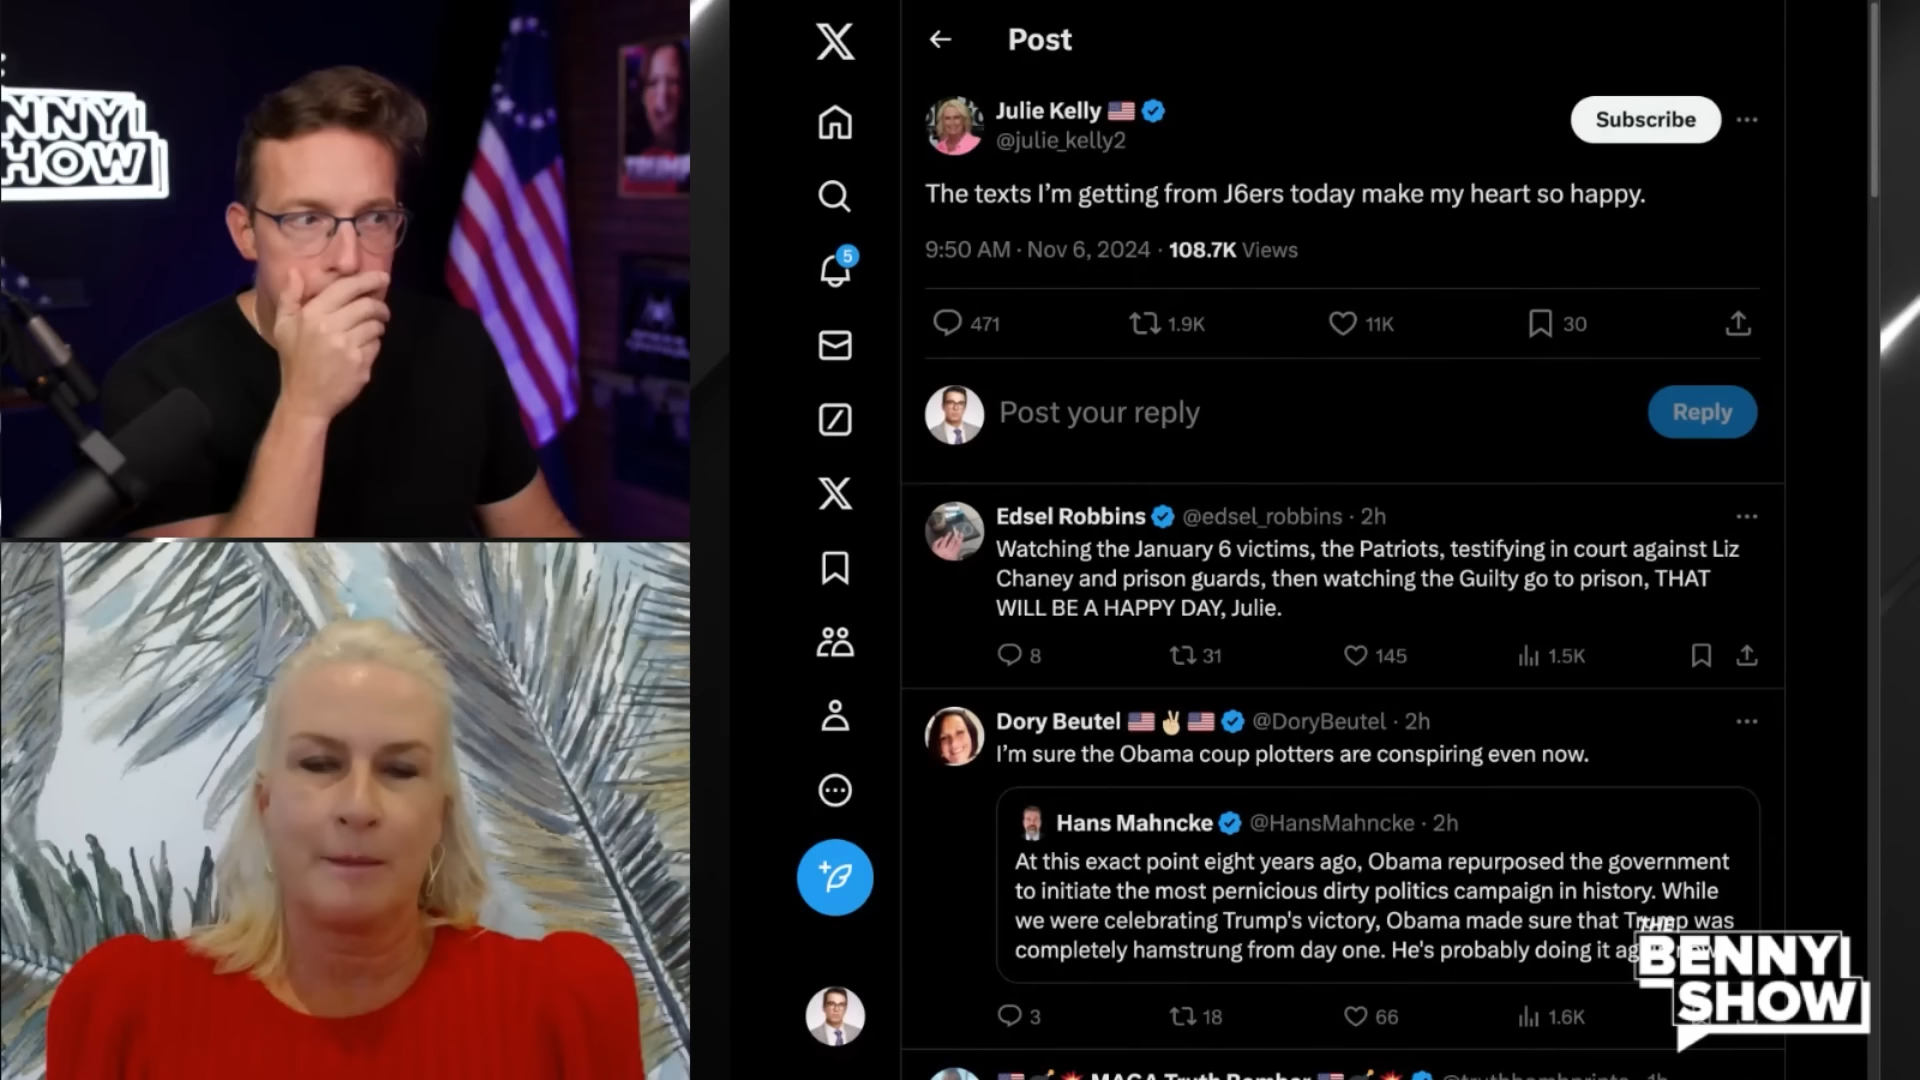 NNY
HOW
TRUMP
Post
Julie Kelly
@julie_kelly2
Subscribe
The texts I’m getting from J6ers today make my heart so happy.
9:50 AM · Nov 6, 2024 · 108.7K Views
471 1.9K 11K 30
5
Post your reply
Reply
Edsel Robbins @edsel_robbins · 2h
Watching the January 6 victims, the Patriots, testifying in court against Liz
Chaney and prison guards, then watching the Guilty go to prison, THAT
WILL BE A HAPPY DAY, Julie.
8 31 145 1.5K
Dory Beutel @DoryBeutel · 2h
I’m sure the Obama coup plotters are conspiring even now.
Hans Mahncke @HansMahncke · 2h
At this exact point eight years ago, Obama repurposed the government
to initiate the most pernicious dirty politics campaign in history. While
we were celebrating Trump's victory, Obama made sure that Trump was
completely hamstrung from day one. He's probably doing it
3 18 66 1.6K
THE
BENNY
SHOW
MAGA Truth Bomber